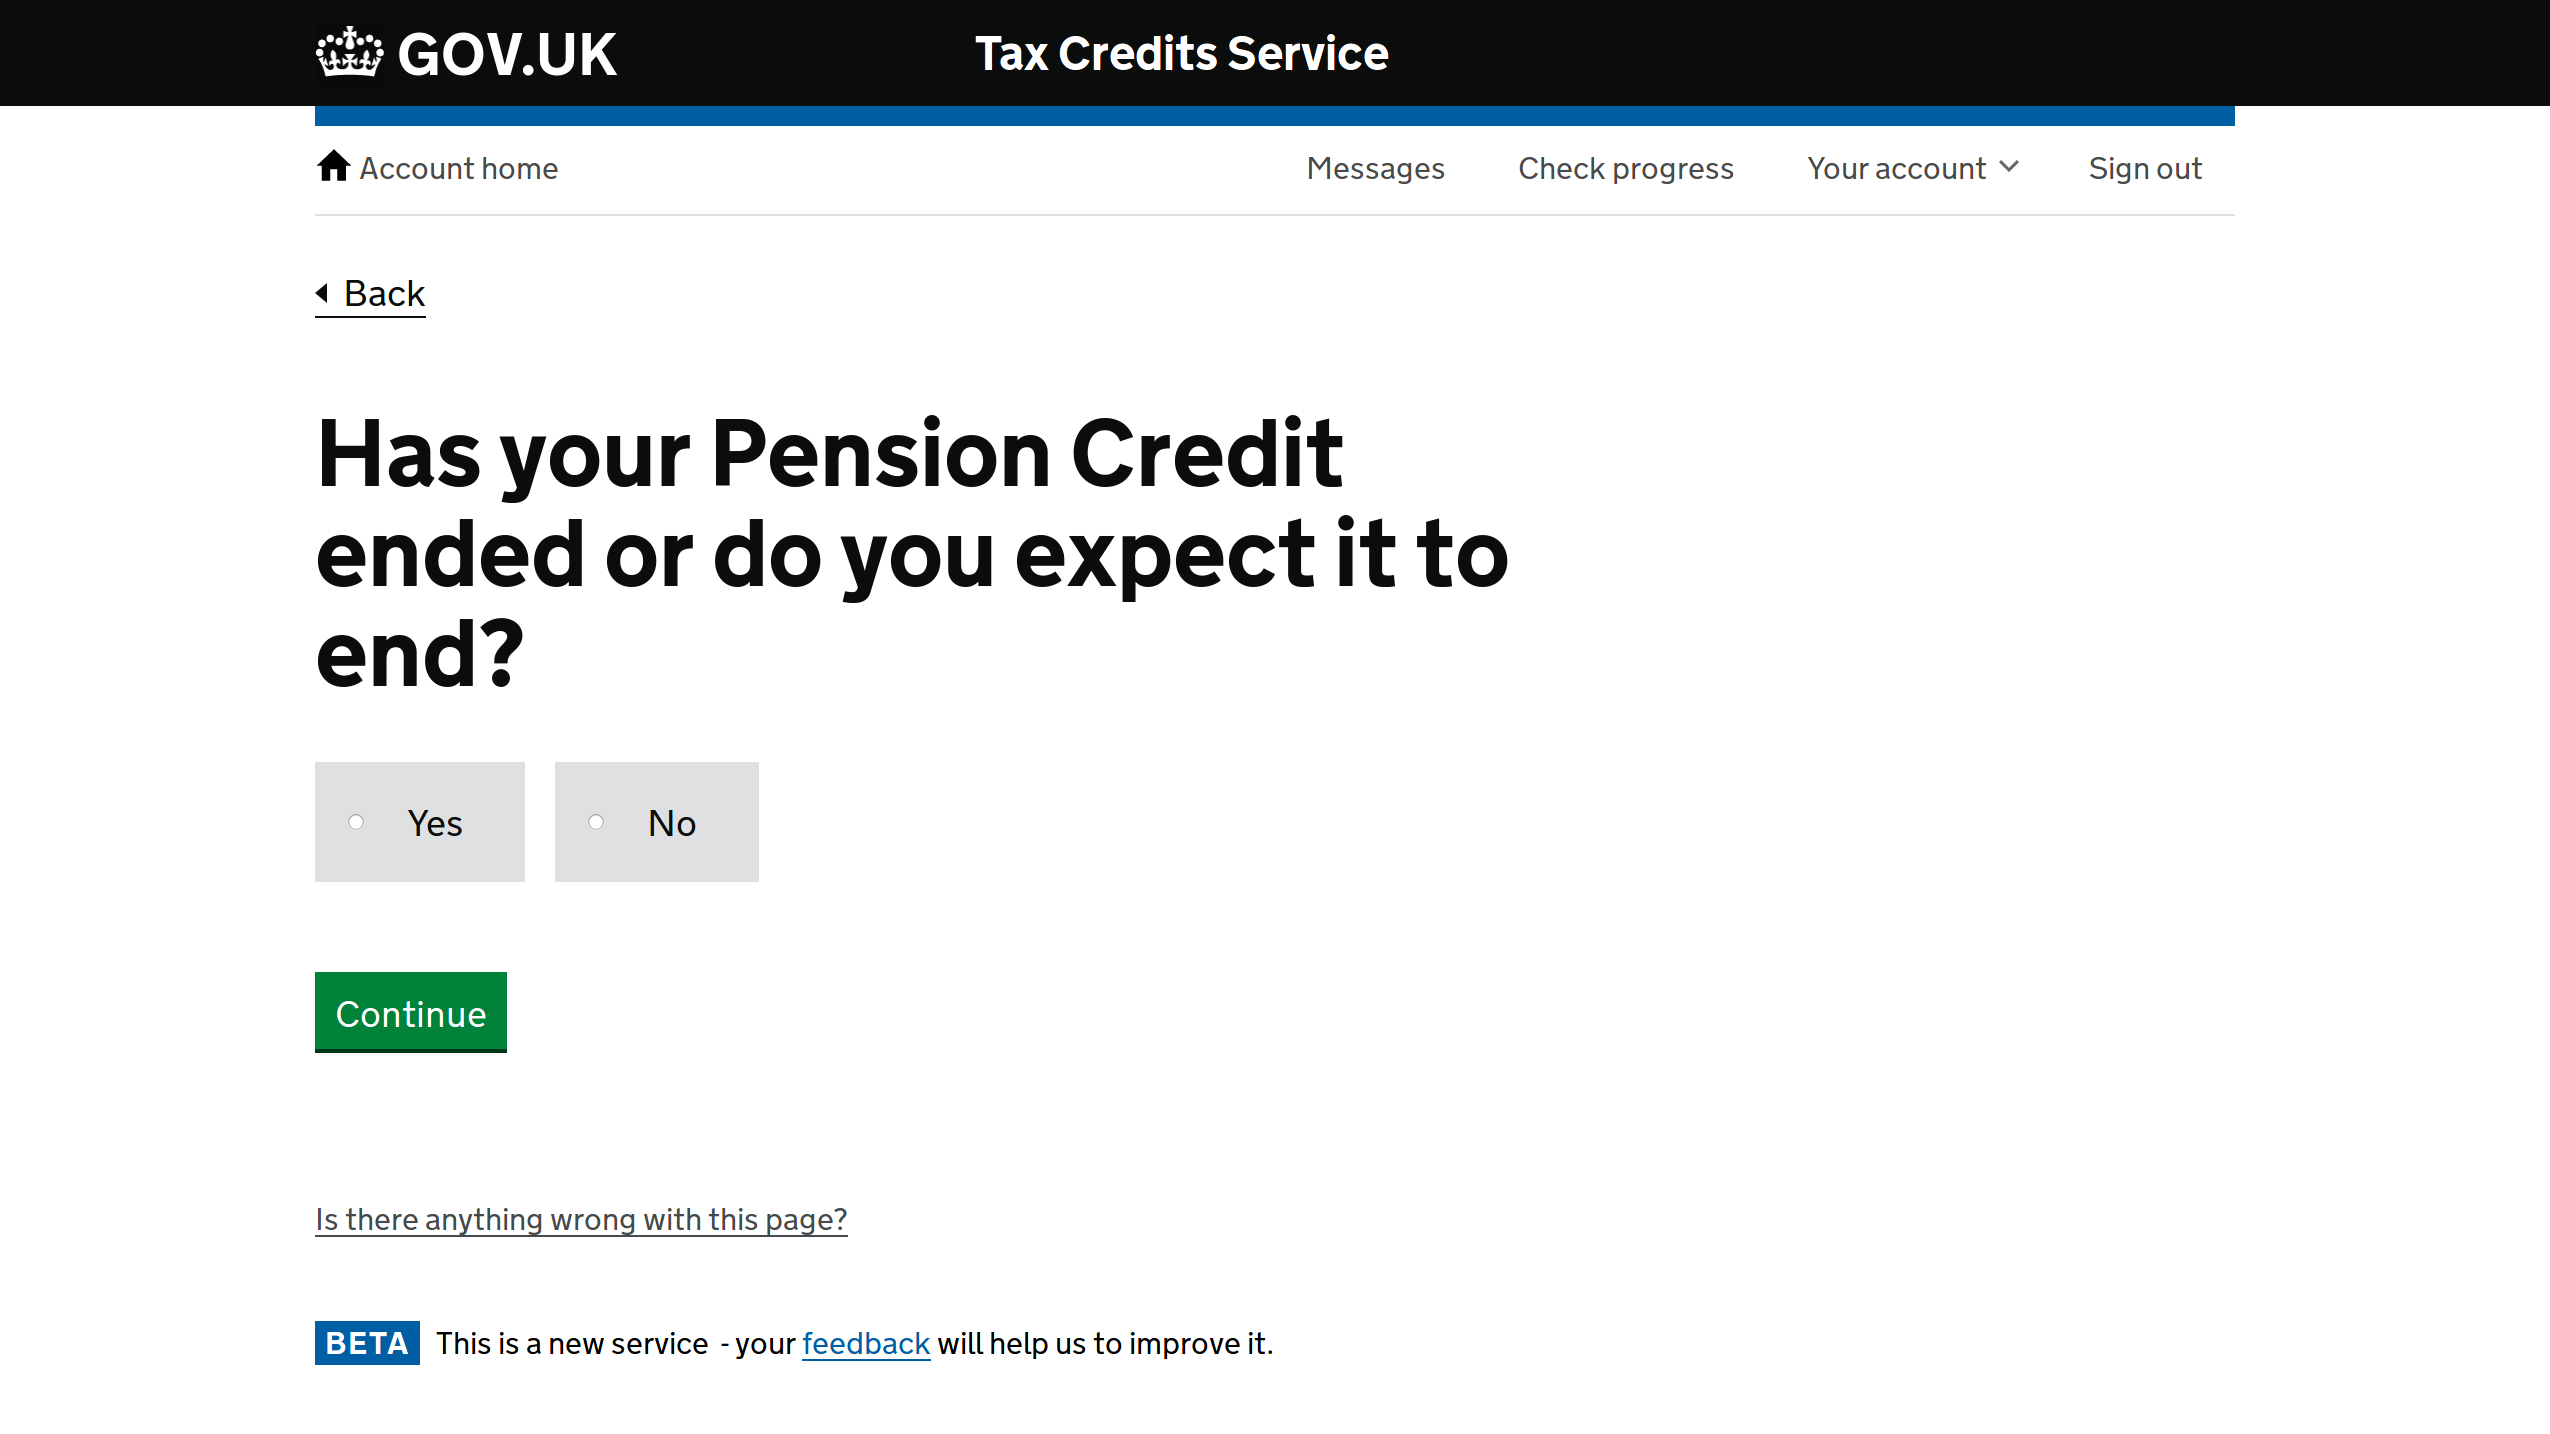 GOV.UK Tax Credits Service
Account home Messages Check progress Your account Sign out
Back
Has your Pension Credit
ended or do you expect it to
end?
Yes No
Continue
Is there anything wrong with this page?
BETA This is a new service - your feedback will help us to improve it.